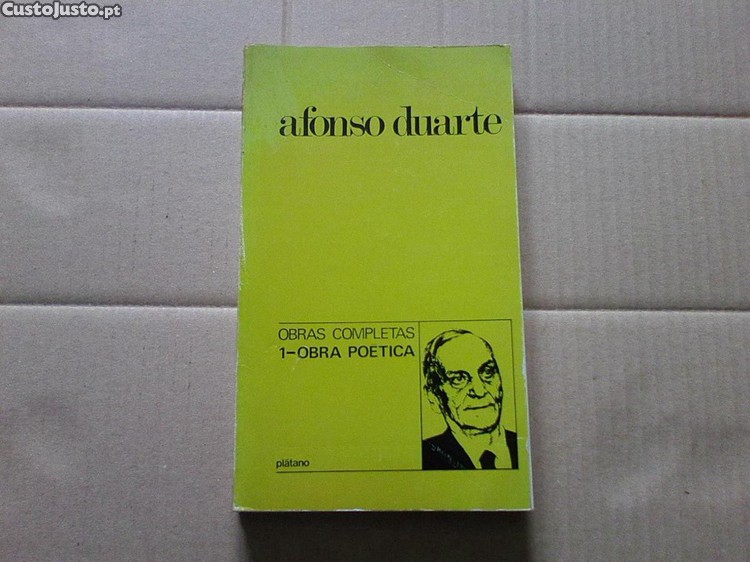 CustoJusto.pt
afonso duarte
OBRAS COMPLETAS
1-OBRA POETICA
plátano